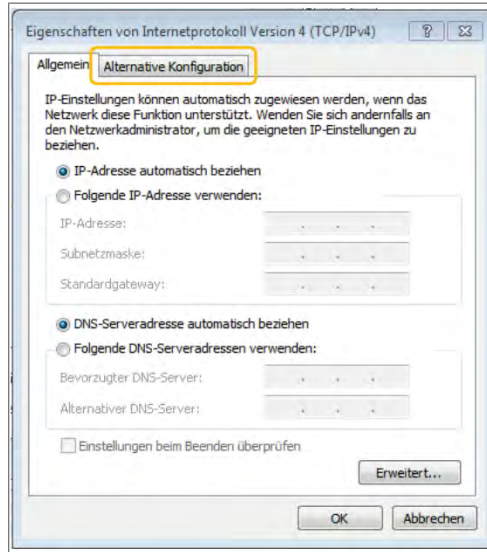 Eigenschaften von Internetprotokoll Version 4 (TCP/IPv4)
Allgemein
Alternative Konfiguration
IP-Einstellungen können automatisch zugewiesen werden, wenn das
Netzwerk diese Funktion unterstützt. Wenden Sie sich andernfalls an
den Netzwerkadministrator, um die geeigneten IP-Einstellungen zu
beziehen.
IP-Adresse automatisch beziehen
Folgende IP-Adresse verwenden:
IP-Adresse:
Subnetzmaske:
Standardgateway:
DNS-Serveradresse automatisch beziehen
Folgende DNS-Serveradressen verwenden:
Bevorzugter DNS-Server:
Alternativer DNS-Server:
Einstellungen beim Beenden überprüfen
Erweitert...
OK
Abbrechen